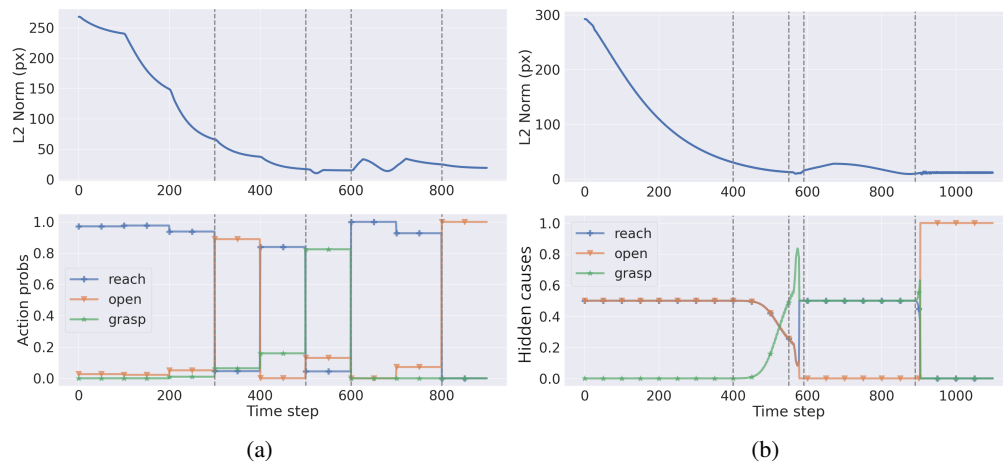 L2 Norm (px)
250
200
150
100
50
0
0 200 400 600 800
Action probs
1.0
0.8
0.6
0.4
0.2
0.0
reach
open
grasp
0 200 400 600 800
Time step
(a)
L2 Norm (px)
300
200
100
0
0 200 400 600 800 1000
Hidden causes
1.0
0.8
0.6
0.4
0.2
0.0
reach
open
grasp
0 200 400 600 800 1000
Time step
(b)